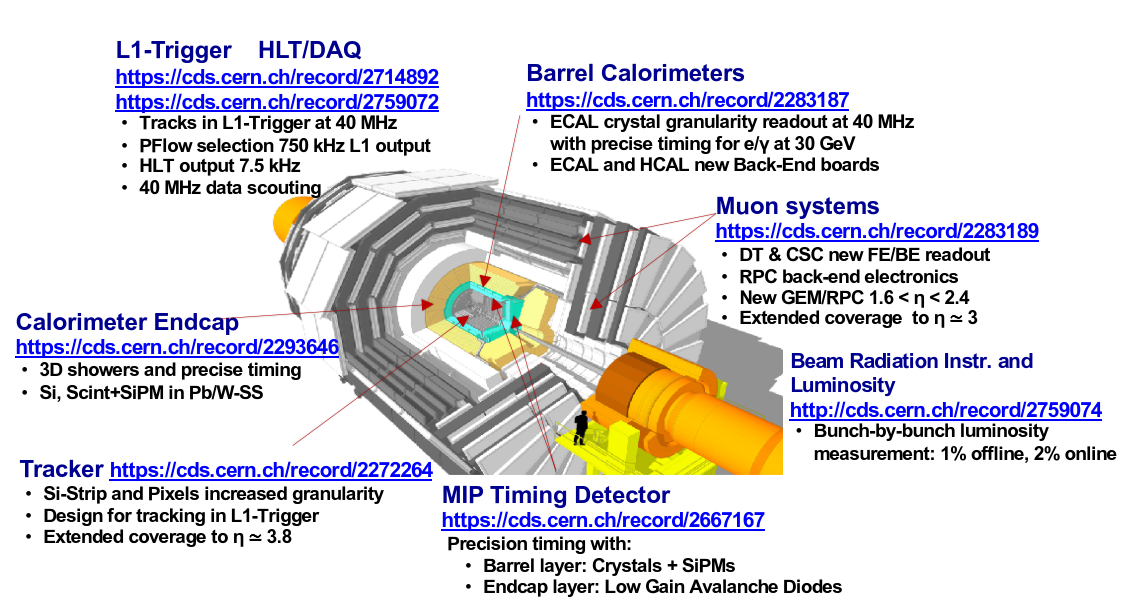 L1-Trigger HLT/DAQ
https://cds.cern.ch/record/2714892
https://cds.cern.ch/record/2759072
• Tracks in L1-Trigger at 40 MHz
• PFlow selection 750 kHz L1 output
• HLT output 7.5 kHz
• 40 MHz data scouting
Barrel Calorimeters
https://cds.cern.ch/record/2283187
• ECAL crystal granularity readout at 40 MHz
with precise timing for e/γ at 30 GeV
• ECAL and HCAL new Back-End boards
Muon systems
https://cds.cern.ch/record/2283189
• DT & CSC new FE/BE readout
• RPC back-end electronics
• New GEM/RPC 1.6 < η < 2.4
• Extended coverage to η ≃ 3
Calorimeter Endcap
https://cds.cern.ch/record/2293646
• 3D showers and precise timing
• Si, Scint+SiPM in Pb/W-SS
Beam Radiation Instr. and
Luminosity
http://cds.cern.ch/record/2759074
• Bunch-by-bunch luminosity
measurement: 1% offline, 2% online
Tracker https://cds.cern.ch/record/2272264
• Si-Strip and Pixels increased granularity
• Design for tracking in L1-Trigger
• Extended coverage to η ≃ 3.8
MIP Timing Detector
https://cds.cern.ch/record/2667167
Precision timing with:
• Barrel layer: Crystals + SiPMs
• Endcap layer: Low Gain Avalanche Diodes